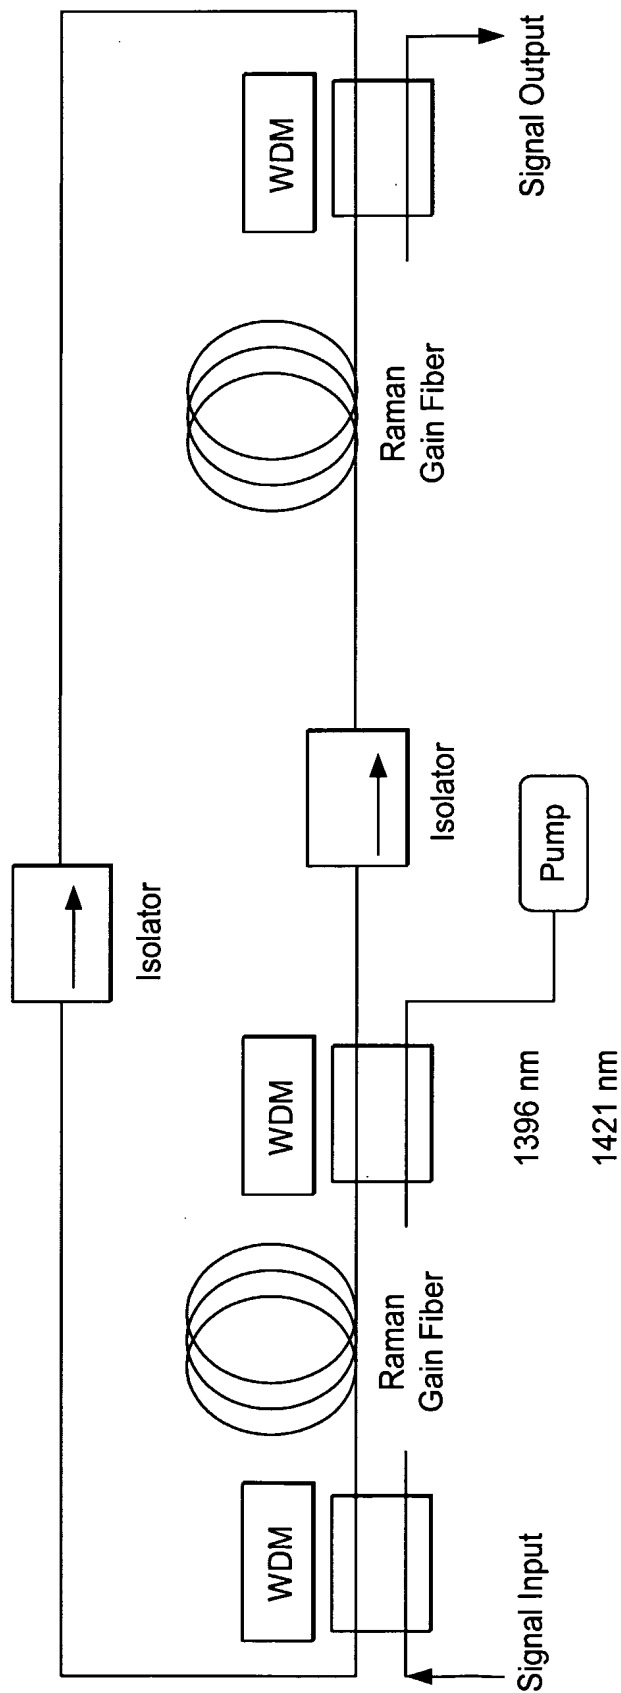 Isolator
WDM
WDM
WDM
Raman
Gain Fiber
Isolator
Raman
Gain Fiber
Signal Input
1396 nm
1421 nm
Pump
Signal Output